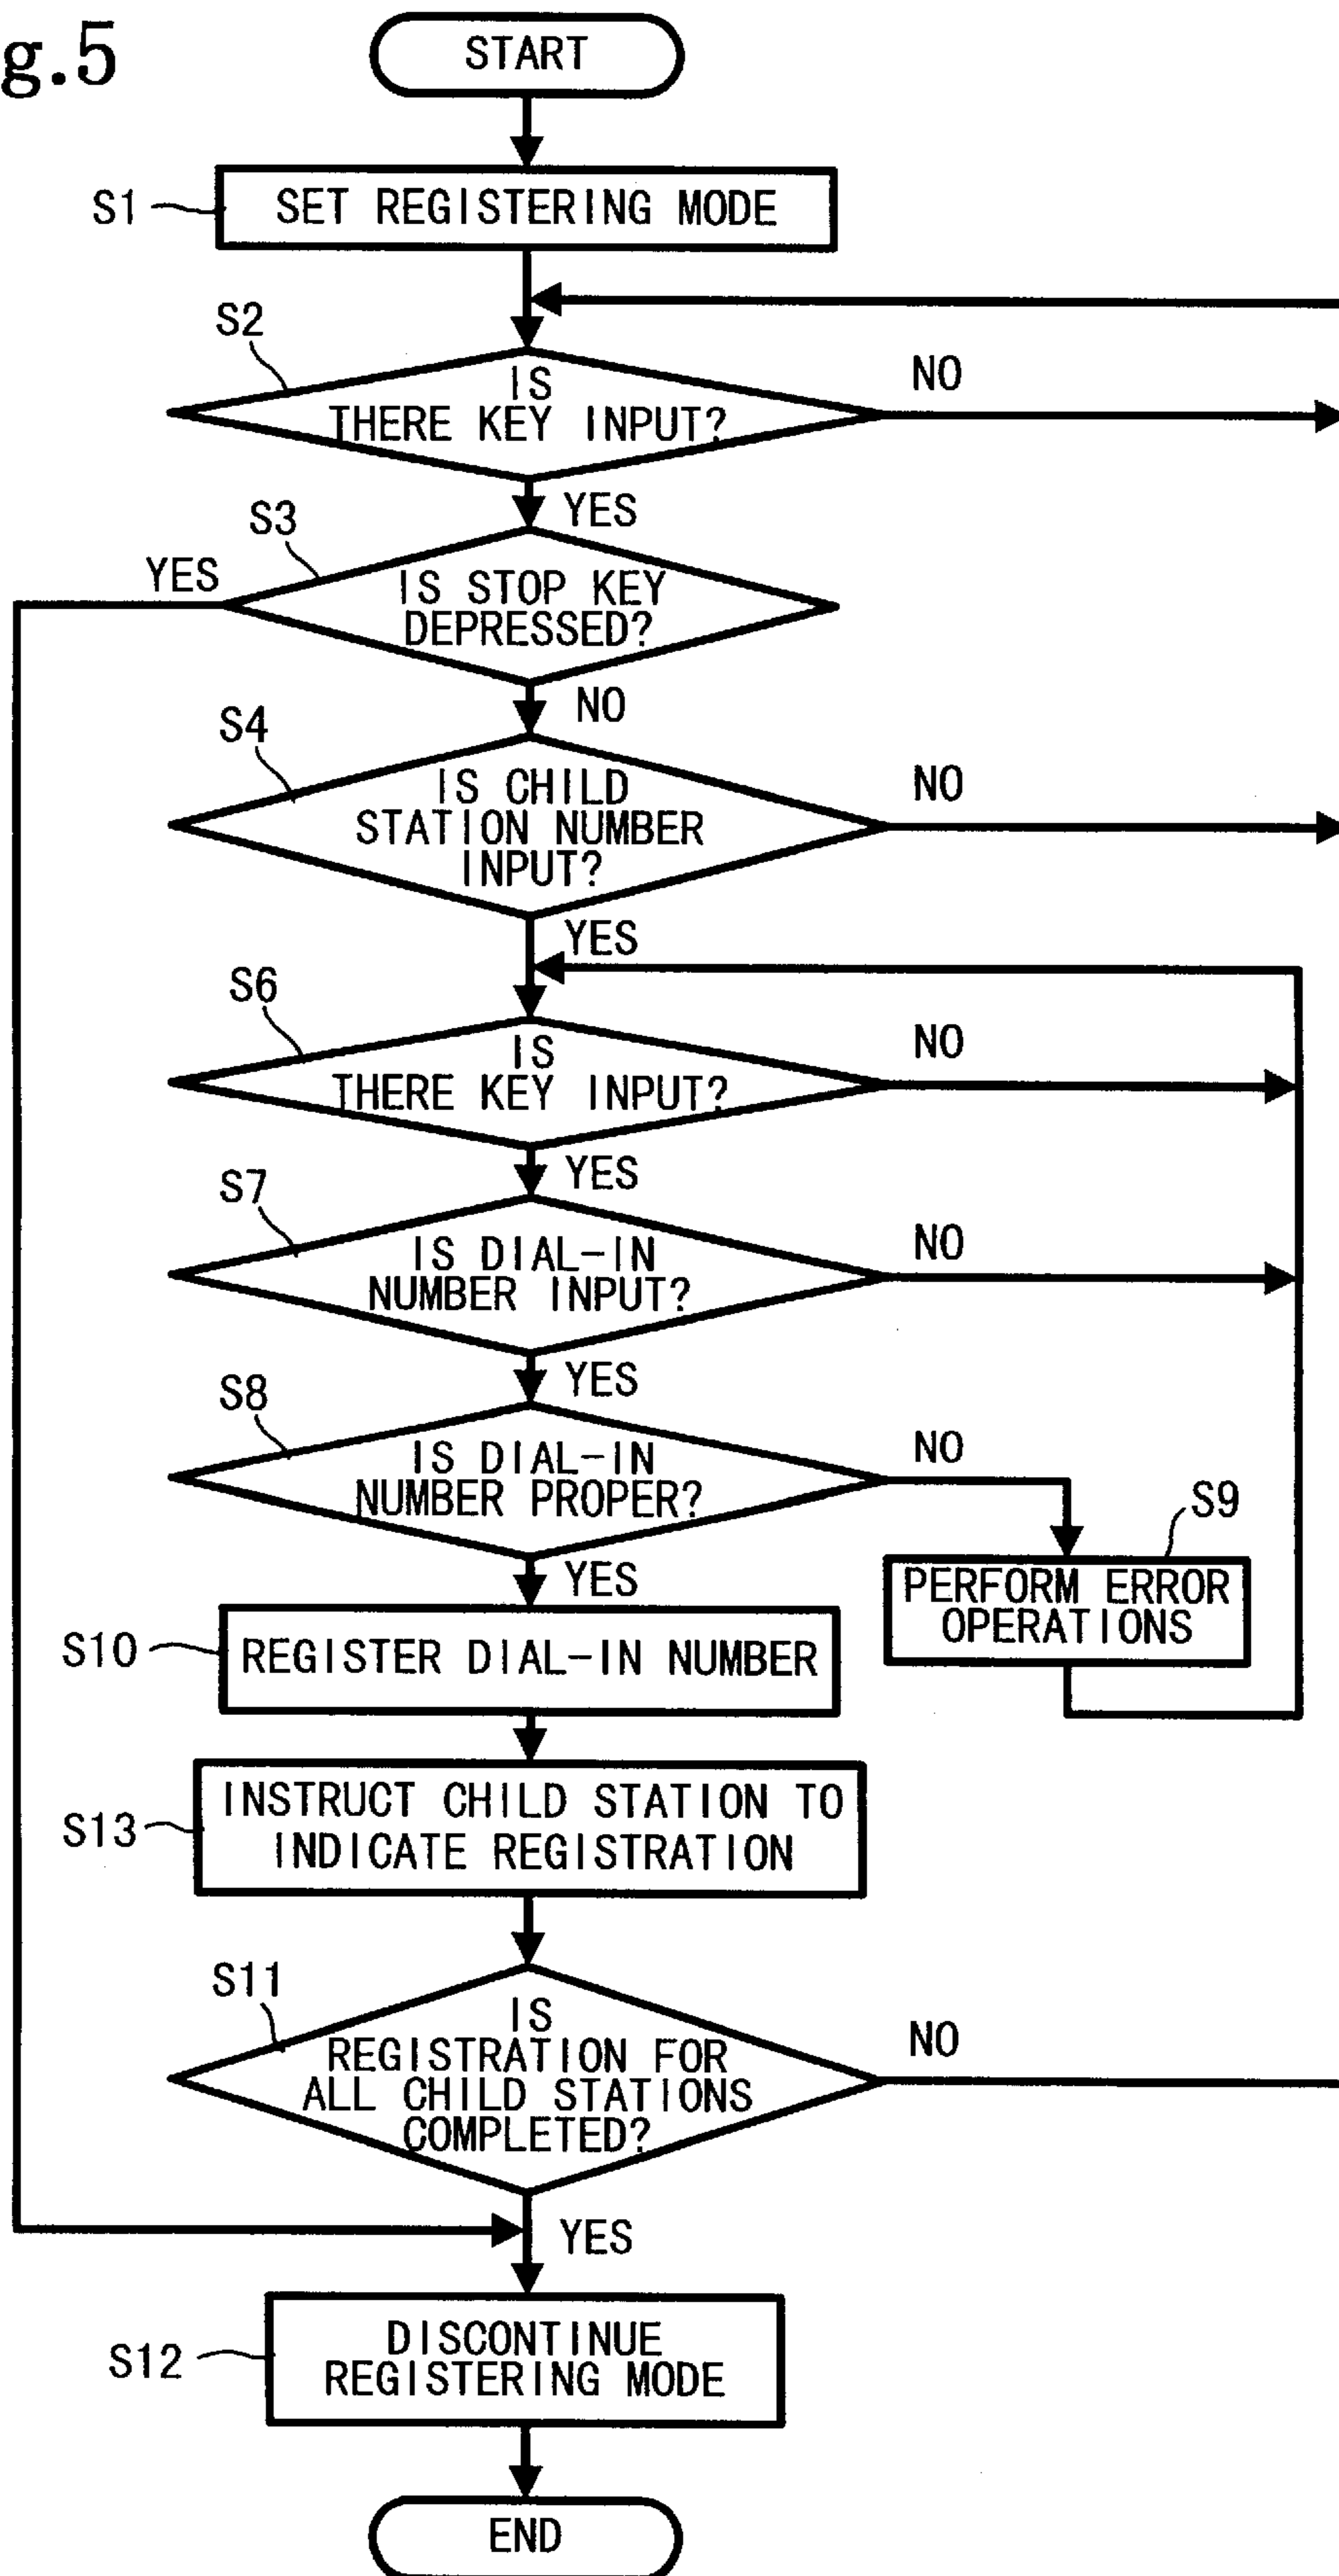 g.5
START
S1
SET REGISTERING MODE
S2
IS
THERE KEY INPUT?
NO
YES
S3
YES
IS STOP KEY
DEPRESSED?
NO
S4
IS CHILD
STATION NUMBER
INPUT?
NO
YES
S6
IS
THERE KEY INPUT?
NO
YES
S7
IS DIAL-IN
NUMBER INPUT?
NO
YES
S8
IS DIAL-IN
NUMBER PROPER?
NO
S9
PERFORM ERROR
OPERATIONS
YES
S10
REGISTER DIAL-IN NUMBER
S13
INSTRUCT CHILD STATION TO
INDICATE REGISTRATION
S11
IS
REGISTRATION FOR
ALL CHILD STATIONS
COMPLETED?
NO
YES
S12
DISCONTINUE
REGISTERING MODE
END